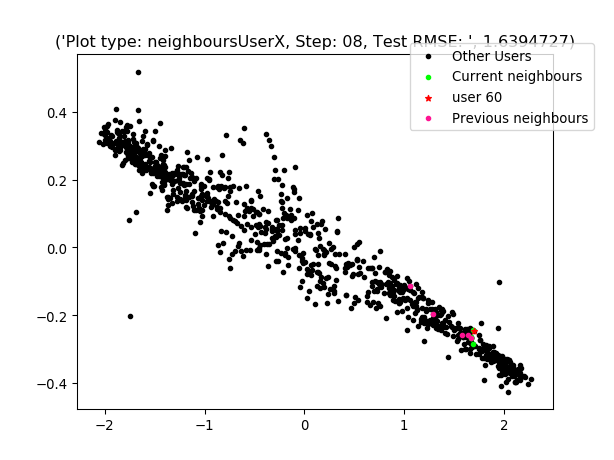 ('Plot type: neighboursUserX, Step: 08, Test RMSE: ', 1.6394727)
Other Users
Current neighbours
user 60
Previous neighbours
0.4
0.2
0.0
−0.2
−0.4
−2
−1
0
1
2